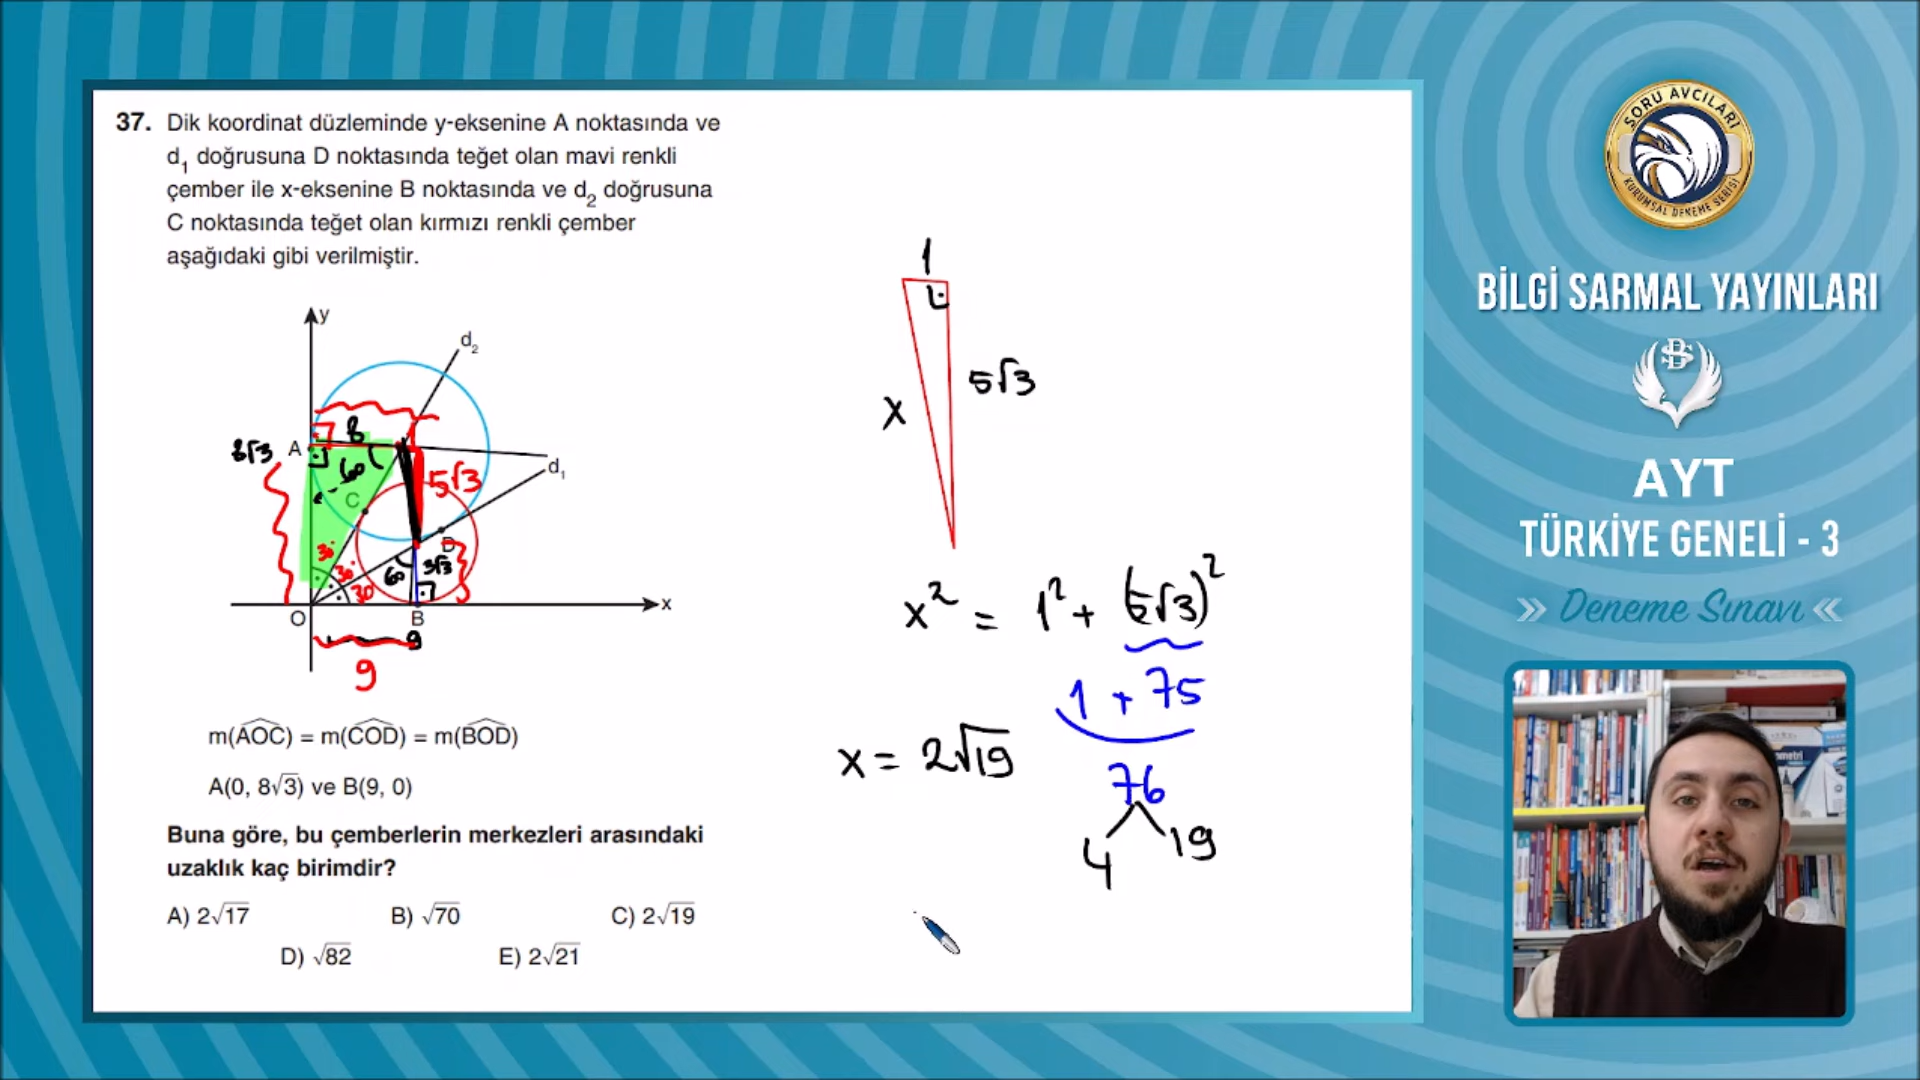 37. Dik koordinat düzleminde y-eksenine A noktasında ve
d1 doğrusuna D noktasında teğet olan mavi renkli
çember ile x-eksenine B noktasında ve d2 doğrusuna
C noktasında teğet olan kırmızı renkli çember
aşağıdaki gibi verilmiştir.
y
d2
8
8√3 A
60
d1
5√3
C
D
30°
30°
30
60
3√3
O
B
x
9
9
m(AOC) = m(COD) = m(BOD)
A(0, 8√3) ve B(9, 0)
Buna göre, bu çemberlerin merkezleri arasındaki
uzaklık kaç birimdir?
A) 2√17 B) √70 C) 2√19
D) √82 E) 2√21
1
5√3
x
x² = 1² + (5√3)²
1 + 75
x = 2√19
76
4 19
SORU AVCILARI
KURUMSAL DENEME SERİSİ
BİLGİ SARMAL YAYINLARI
BS
AYT
TÜRKİYE GENELİ - 3
Deneme Sınavı